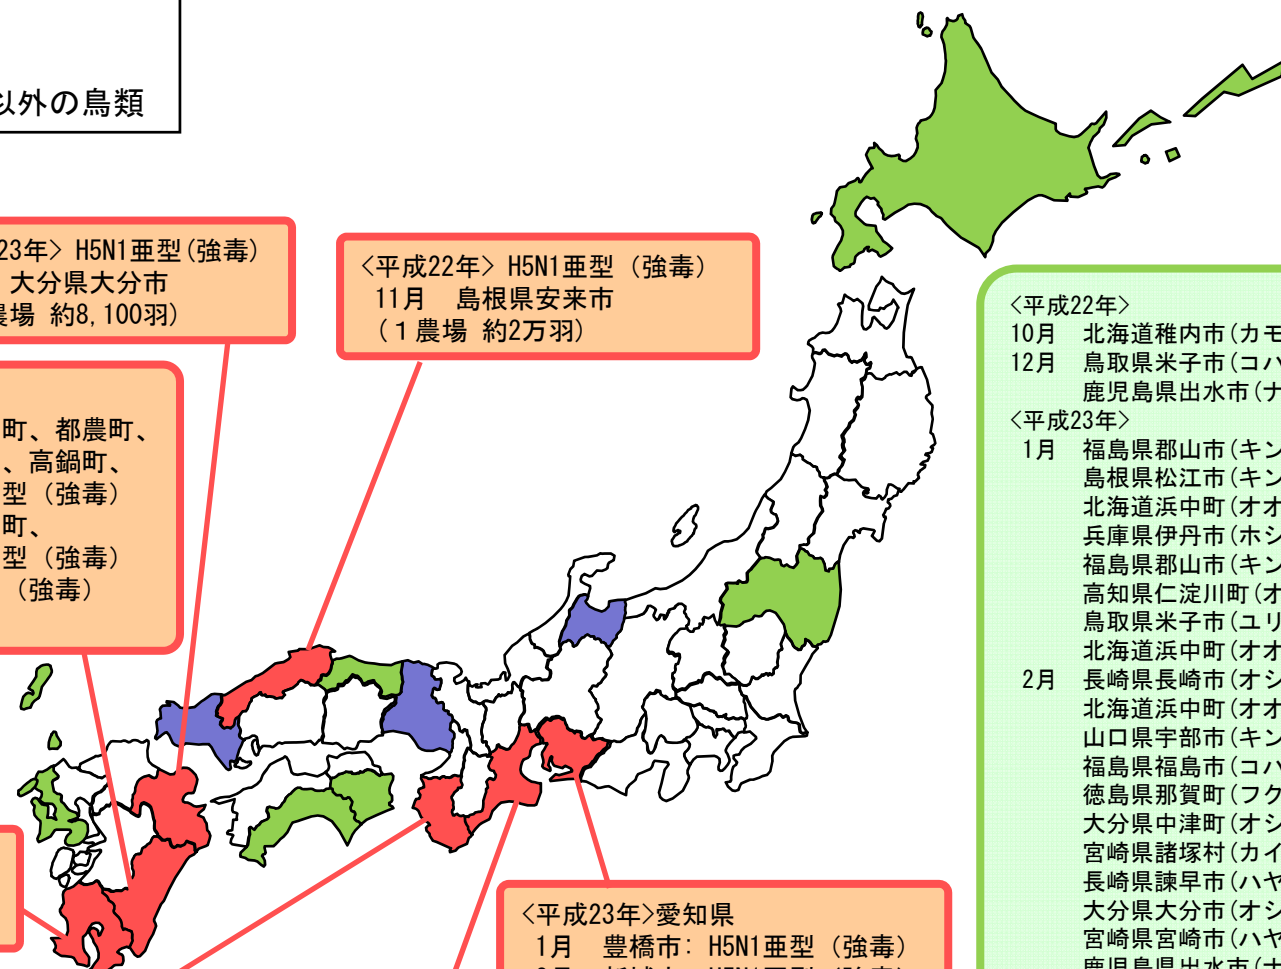 以外の鳥類
23年> H5N1亜型(強毒)
大分県大分市
農場 約8,100羽)
<平成22年> H5N1亜型 (強毒)
11月 島根県安来市
(1農場 約2万羽)
町、都農町、
、高鍋町、
型 (強毒)
町、
型 (強毒)
(強毒)
<平成23年>愛知県
1月 豊橋市: H5N1亜型 (強毒)
<平成22年>
10月 北海道稚内市(カモ
12月 鳥取県米子市(コハ
鹿児島県出水市(ナ
<平成23年>
1月 福島県郡山市(キン
島根県松江市(キン
北海道浜中町(オオ
兵庫県伊丹市(ホシ
福島県郡山市(キン
高知県仁淀川町(オ
鳥取県米子市(ユリ
北海道浜中町(オオ
2月 長崎県長崎市(オシ
北海道浜中町(オオ
山口県宇部市(キン
福島県福島市(コハ
徳島県那賀町(フク
大分県中津町(オシ
宮崎県諸塚村(カイ
長崎県諫早市(ハヤ
大分県大分市(オシ
宮崎県宮崎市(ハヤ
鹿児島県出水市(ナ